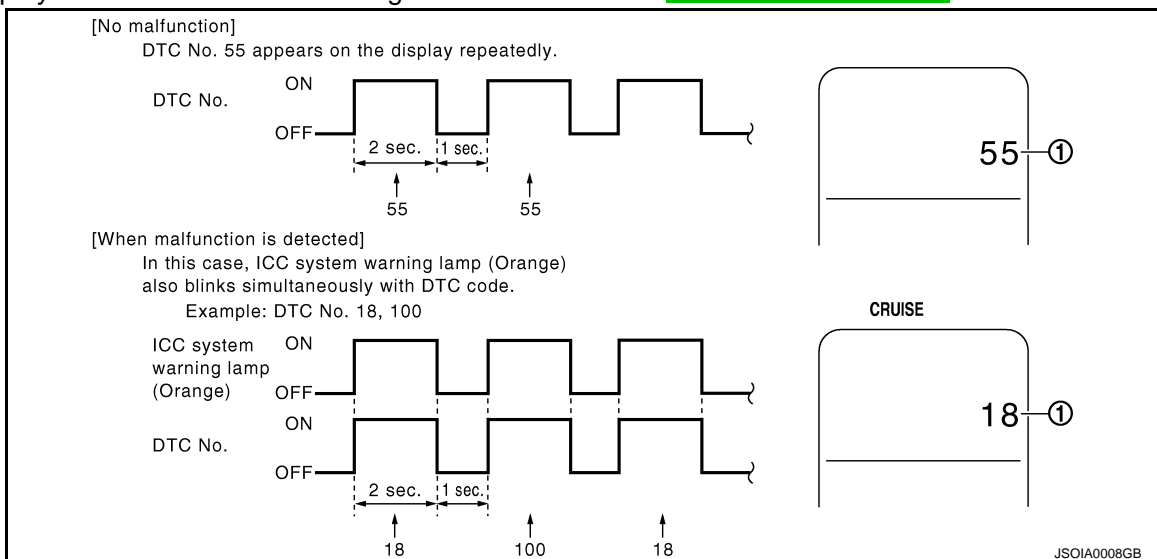 [No malfunction]
DTC No. 55 appears on the display repeatedly.
DTC No.
ON
OFF
2 sec.
1 sec.
55
55
55
①
[When malfunction is detected]
In this case, ICC system warning lamp (Orange)
also blinks simultaneously with DTC code.
Example: DTC No. 18, 100
ICC system
warning lamp
(Orange)
ON
OFF
DTC No.
ON
OFF
2 sec.
1 sec.
18
100
18
CRUISE
18
①
JSOIA0008GB